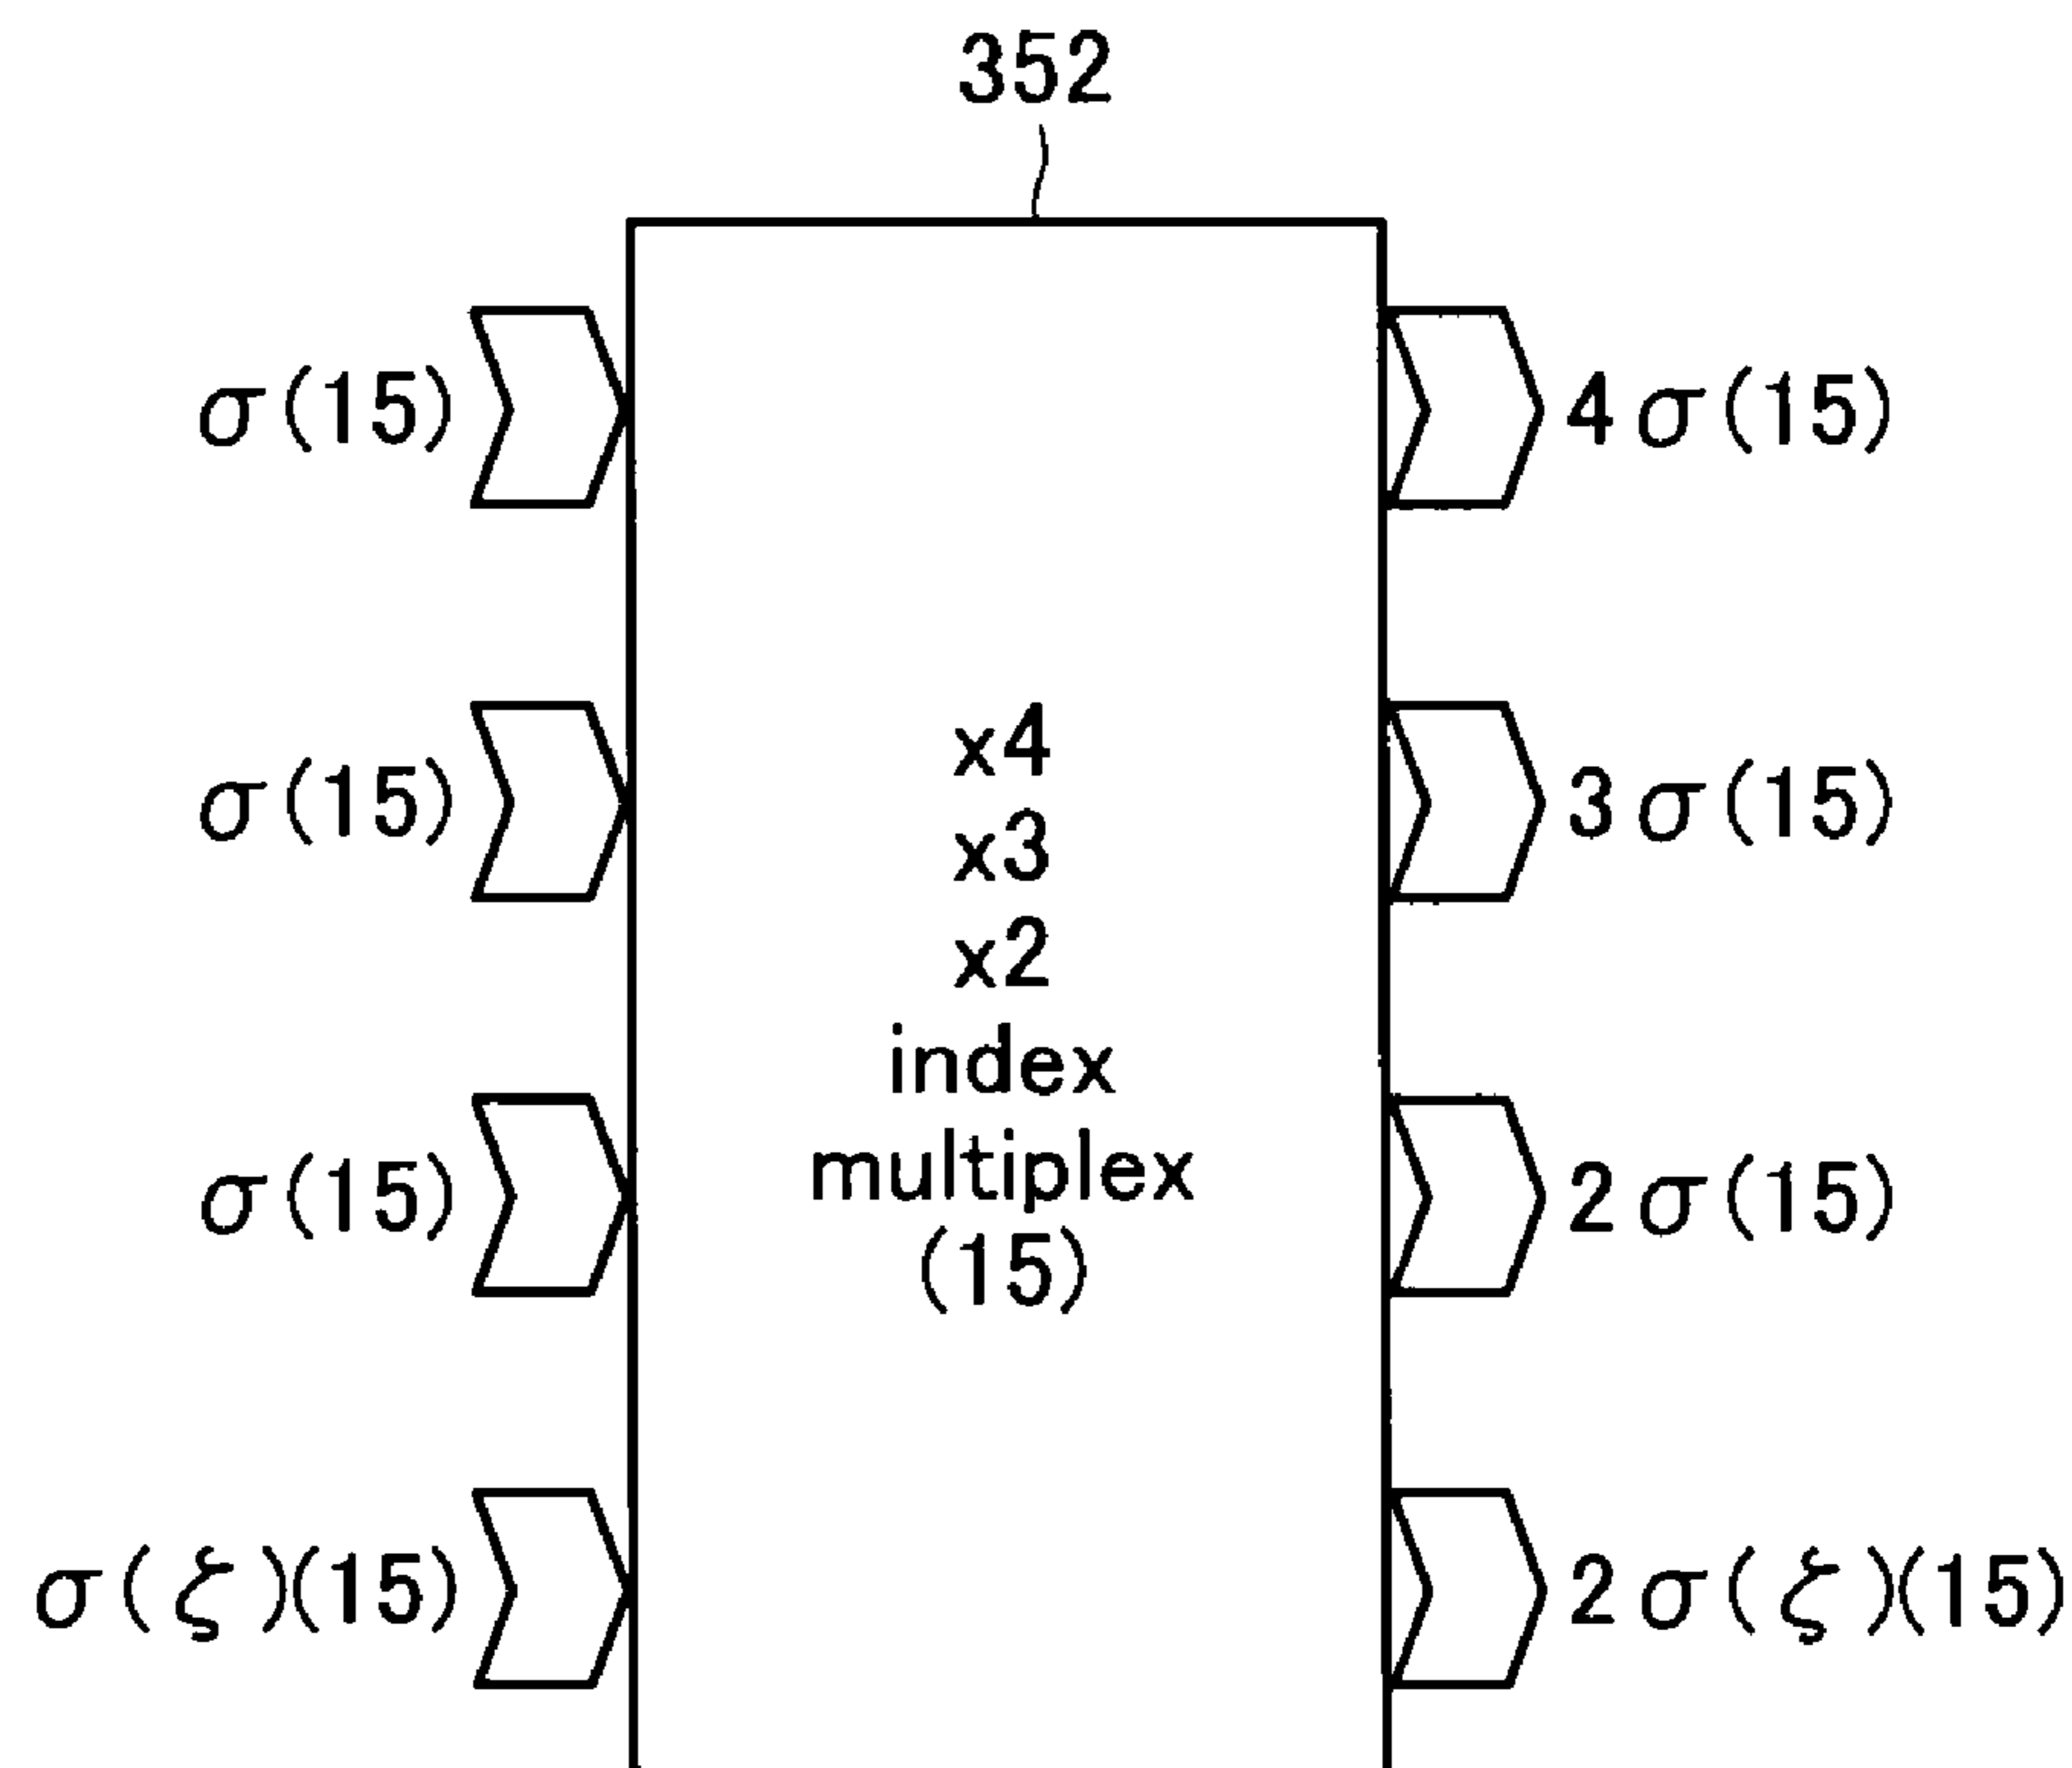 352
σ(15)
4σ(15)
σ(15)
3σ(15)
x4
x3
x2
index
multiplex
(15)
σ(15)
2σ(15)
σ(ζ)(15)
2σ(ζ)(15)